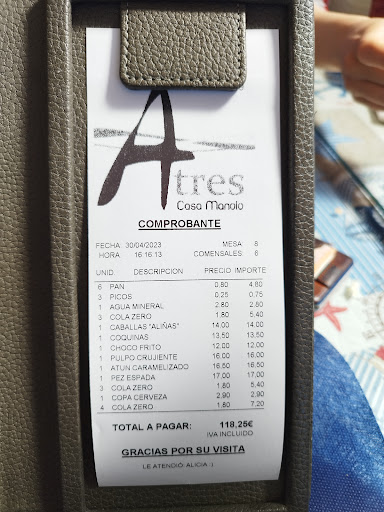 Atres
Casa Manolo
COMPROBANTE
FECHA: 30/04/2023 MESA 8
HORA 16:16:13 COMENSALES 6
UNID DESCRIPCION PRECIO IMPORTE
6 PAN 0.80 4,80
3 PICOS 0.25 0,75
1 AGUA MINERAL 2.80 2,80
3 COLA ZERO 1.80 5,40
1 CABALLAS "ALIÑAS" 14.00 14,00
1 COQUINAS 13.50 13,50
1 CHOCO FRITO 12.00 12,00
1 PULPO CRUJIENTE 16.00 16,00
1 ATUN CARAMELIZADO 16.50 16,50
1 PEZ ESPADA 17.00 17,00
3 COLA ZERO 1.80 5,40
1 COPA CERVEZA 2.90 2,90
4 COLA ZERO 1.80 7,20
TOTAL A PAGAR: 118,25€
IVA INCLUIDO
GRACIAS POR SU VISITA
LE ATENDIÓ: ALICIA :)